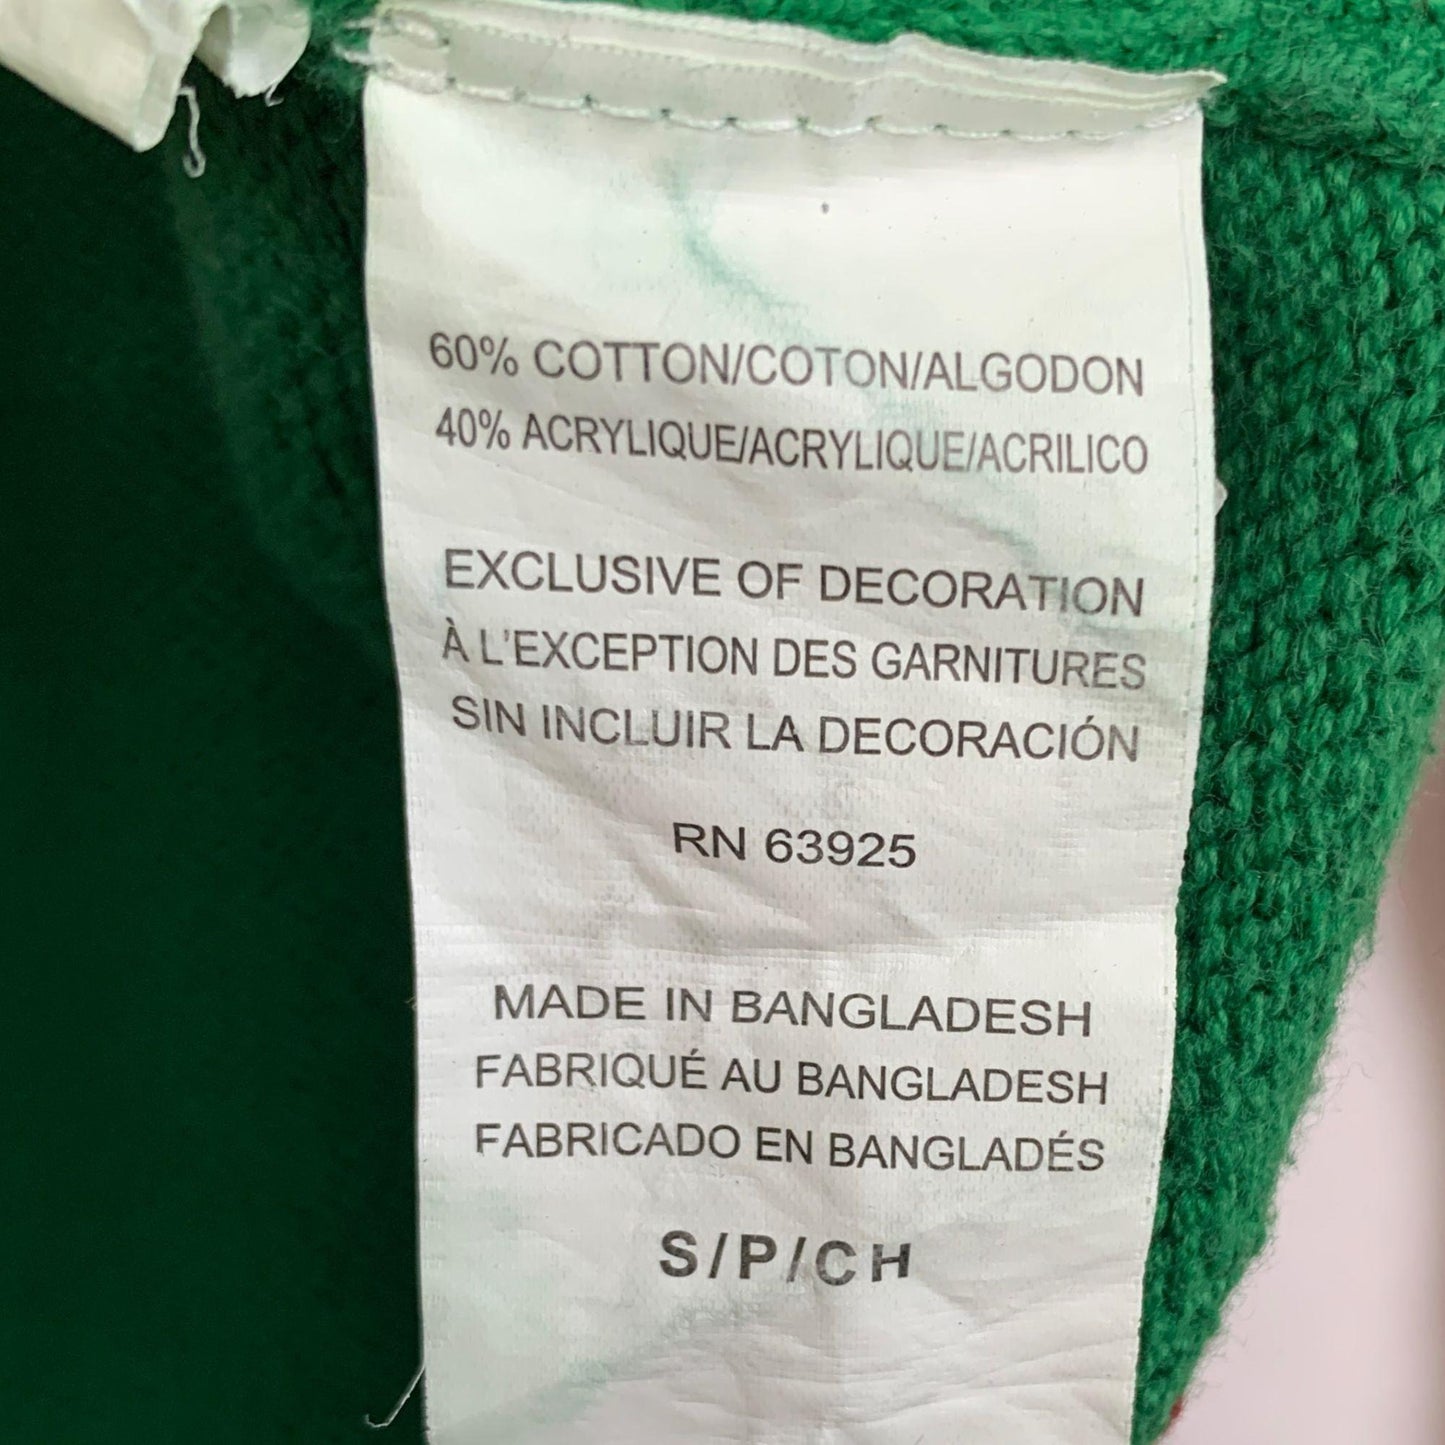 60% COTTON/COTON/ALGODON
40% ACRYLIQUE/ACRYLIQUE/ACRILICO
EXCLUSIVE OF DECORATION
À L'EXCEPTION DES GARNITURES
SIN INCLUIR LA DECORACIÓN
RN 63925
MADE IN BANGLADESH
FABRIQUÉ AU BANGLADESH
FABRICADO EN BANGLADÉS
S/P/CH